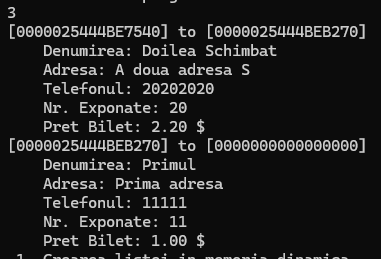 3
[0000025444BE7540] to [0000025444BEB270]
Denumirea: Doilea Schimbat
Adresa: A doua adresa S
Telefonul: 20202020
Nr. Exponate: 20
Pret Bilet: 2.20 $
[0000025444BEB270] to [0000000000000000]
Denumirea: Primul
Adresa: Prima adresa
Telefonul: 11111
Nr. Exponate: 11
Pret Bilet: 1.00 $
1. Crearea listei in memoria dinamica